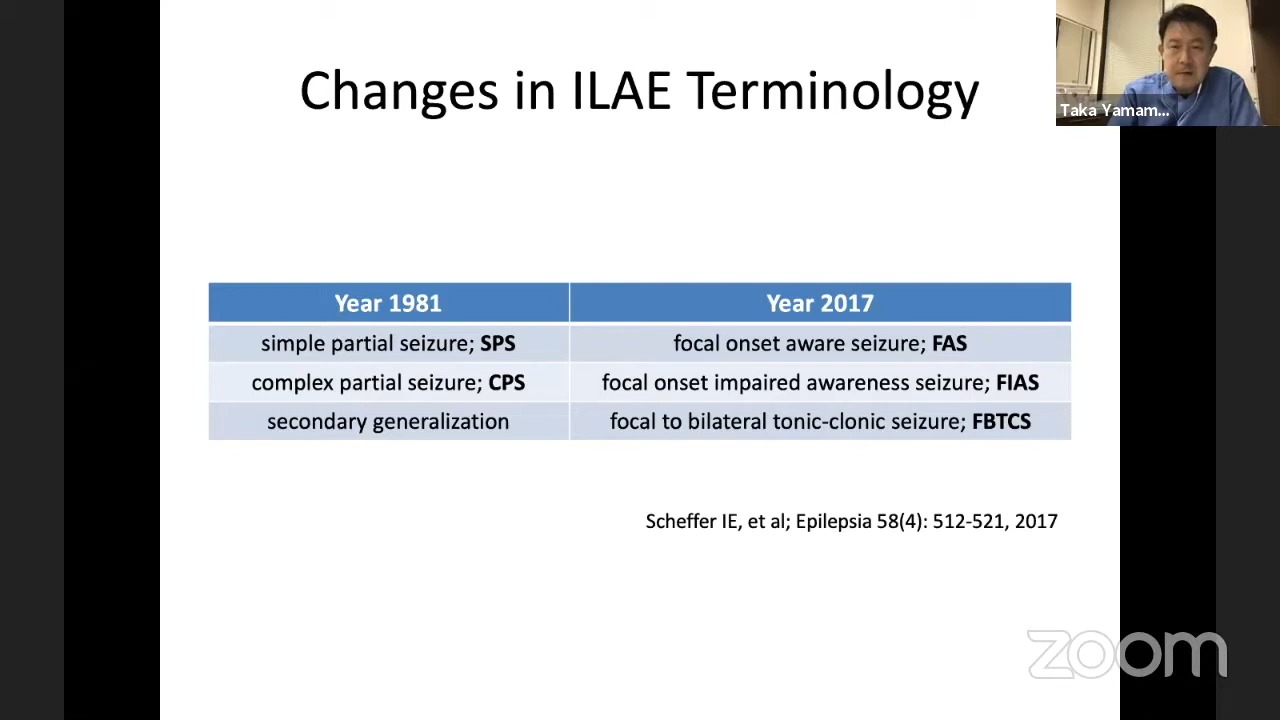 Changes in ILAE Terminology
Taka Yamam...
Year 1981 Year 2017
simple partial seizure; SPS focal onset aware seizure; FAS
complex partial seizure; CPS focal onset impaired awareness seizure; FIAS
secondary generalization focal to bilateral tonic-clonic seizure; FBTCS
Scheffer IE, et al; Epilepsia 58(4): 512-521, 2017
zoom